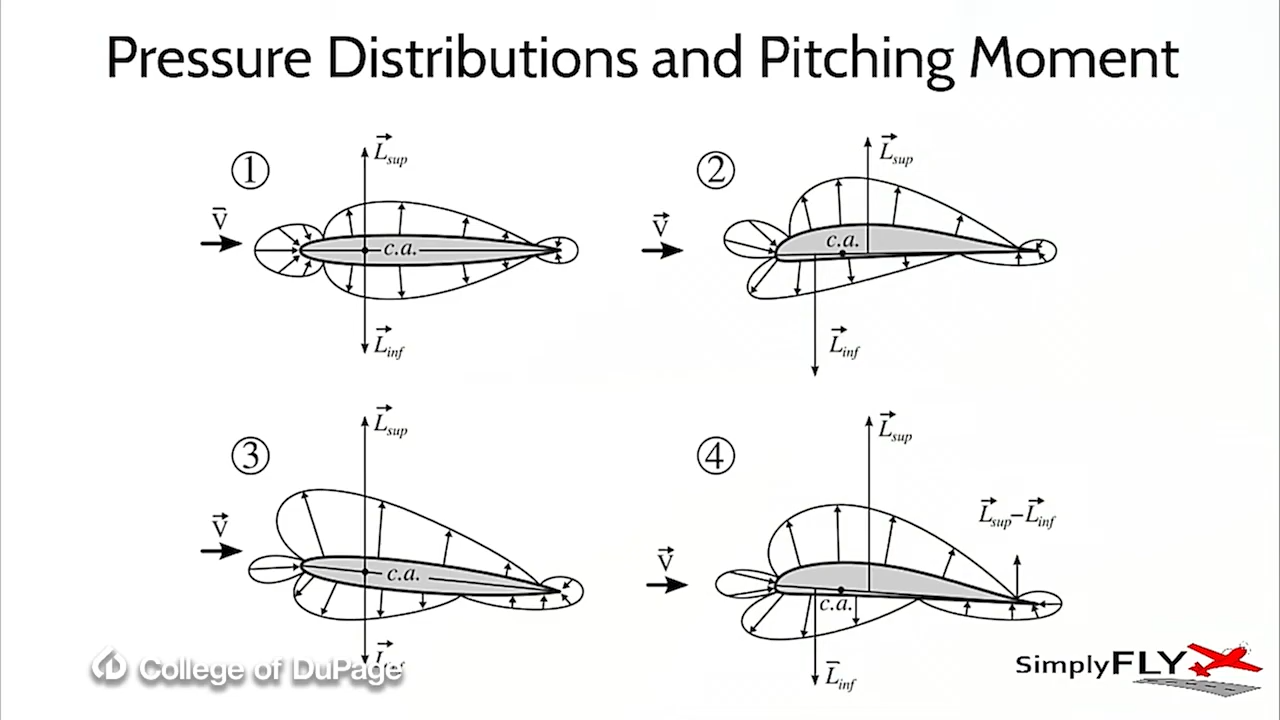 Pressure Distributions and Pitching Moment
①
L sup
V
c.a.
L inf
②
L sup
V
c.a.
L inf
③
L sup
V
c.a.
④
L sup
L sup–L inf
V
c.a.
L inf
College of DuPage
SimplyFLY